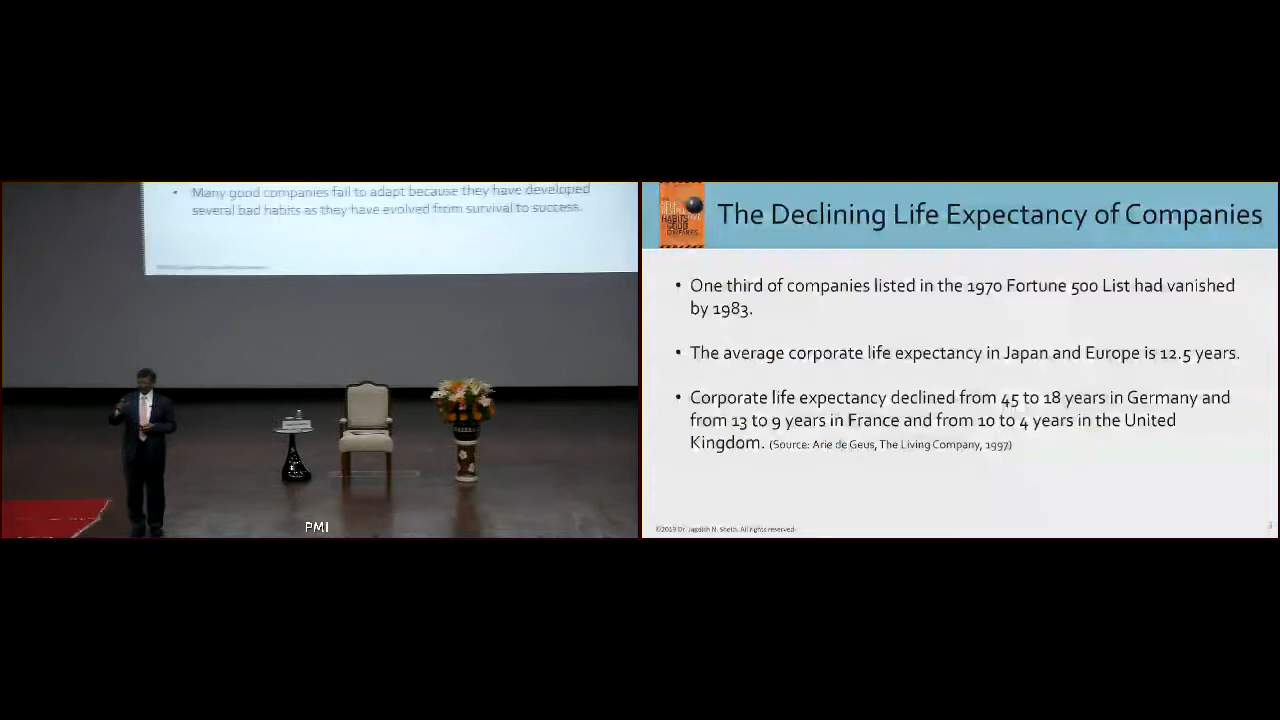 Many good companies fail to adapt because they have developed
several bad habits as they have evolved from survival to success.
PMI
SELF
DESTRUCTIVE
HABITS
GOOD
COMPANIES
The Declining Life Expectancy of Companies
• One third of companies listed in the 1970 Fortune 500 List had vanished
by 1983.
• The average corporate life expectancy in Japan and Europe is 12.5 years.
• Corporate life expectancy declined from 45 to 18 years in Germany and
from 13 to 9 years in France and from 10 to 4 years in the United
Kingdom. (Source: Arie de Geus, The Living Company, 1997)
©2019 Dr. Jagdish N. Sheth. All rights reserved.